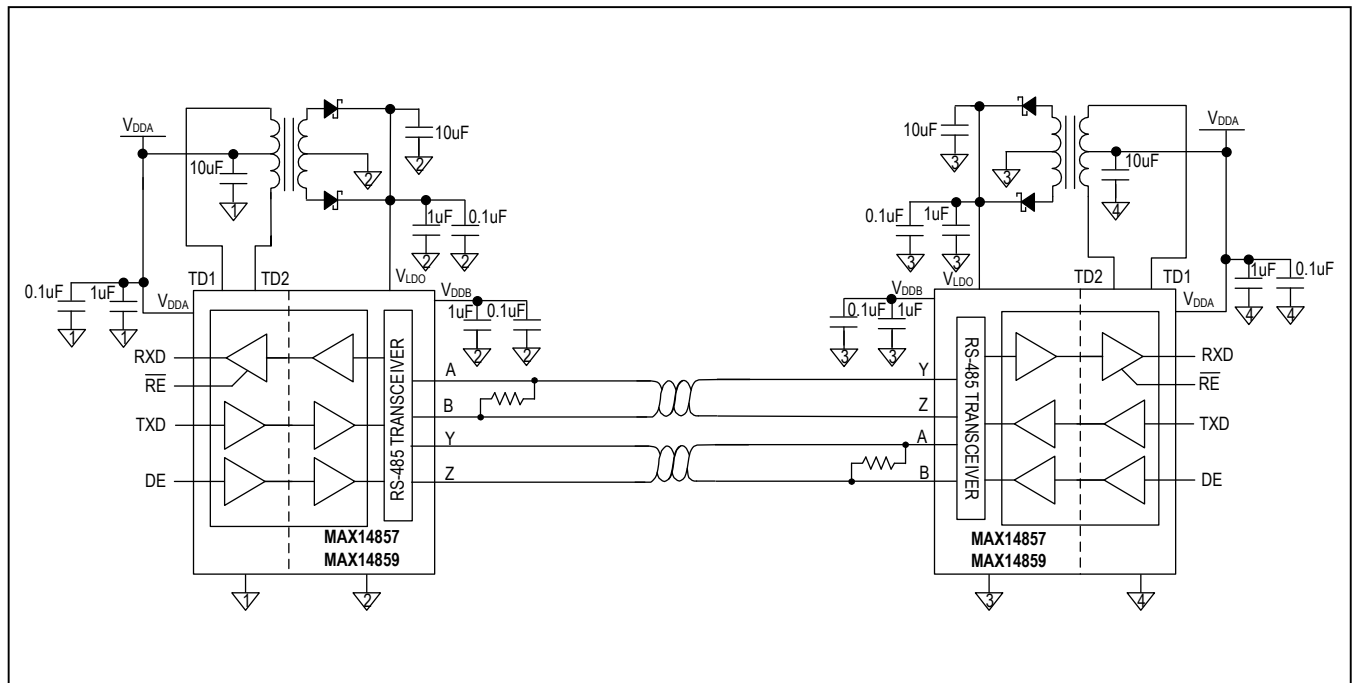 VDDA
10uF
10uF
2
2
1
1uF
0.1uF
2
2
TD1
TD2
VLDO
0.1uF
1uF
VDDA
1
1
VDDB
1uF
0.1uF
2
2
RXD
RE
TXD
DE
RS-485 TRANSCEIVER
A
B
Y
Z
MAX14857
MAX14859
1
2
VDDA
10uF
10uF
3
3
4
0.1uF
1uF
3
3
VLDO
TD2
TD1
1uF
0.1uF
VDDA
4
4
VDDB
0.1uF
1uF
3
3
Y
Z
A
B
RS-485 TRANSCEIVER
RXD
RE
TXD
DE
MAX14857
MAX14859
3
4